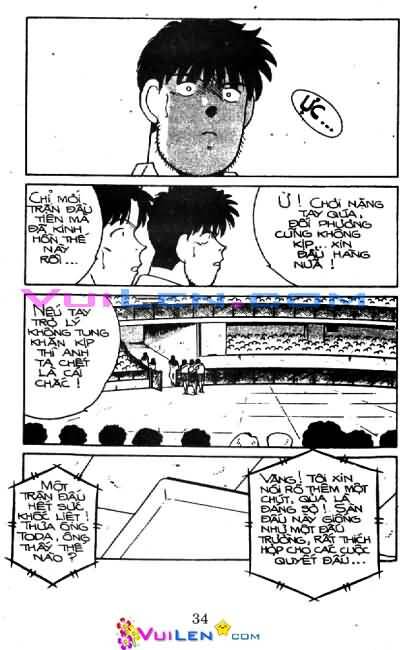 ỰC...
Ừ! CHƠI NẶNG
TAY QUÁ,
ĐỐI PHƯƠNG
CŨNG KHÔNG
KỊP... XIN
ĐẦU HÀNG
NỮA!
CHỈ MỚI
TRẬN ĐẦU
TIÊN MÀ
ĐÃ KINH
HỒN THẾ
NÀY
RỒI...
NẾU TAY
TRỢ LÝ
KHÔNG TUNG
KHĂN KỊP
THÌ ANH
TA CHẾT
LÀ CÁI
CHẮC!
VuiLen.com
MỘT
TRẬN ĐẤU
HẾT SỨC
KHỐC LIỆT!
THƯA ÔNG
TODA, ÔNG
THẤY THẾ
NÀO?
VÂNG! TÔI XIN
NÓI RÕ THÊM MỘT
CHÚT. QUẢ LÀ
ĐÁNG SỢ! SÀN
ĐẤU NÀY GIỐNG
NHƯ MỘT ĐẤU
TRƯỜNG, RẤT THÍCH
HỢP CHO CÁC CUỘC
QUYẾT ĐẤU...
34
VuiLen.com